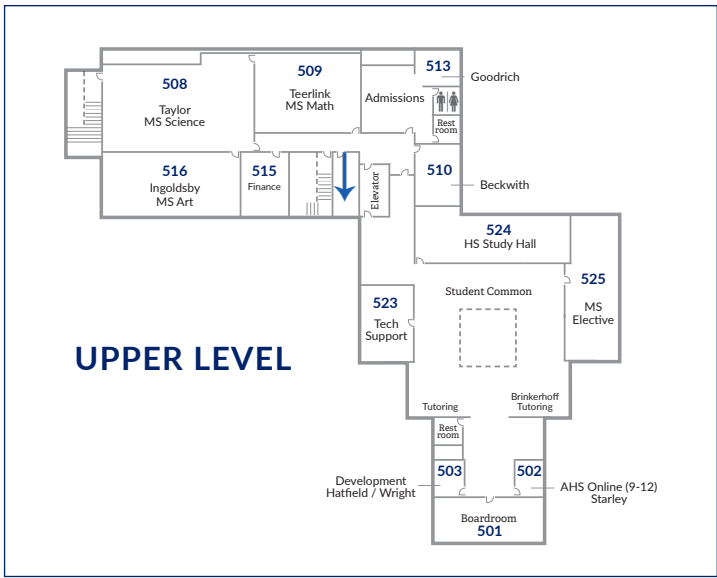 508
Taylor
MS Science
509
Teerlink
MS Math
Admissions
513
Goodrich
Rest
room
516
Ingoldsby
MS Art
515
Finance
Elevator
510
Beckwith
524
HS Study Hall
525
MS
Elective
Student Common
523
Tech
Support
UPPER LEVEL
Tutoring
Brinkerhoff
Tutoring
Rest
room
503
Development
Hatfield / Wright
502
AHS Online (9-12)
Starley
Boardroom
501